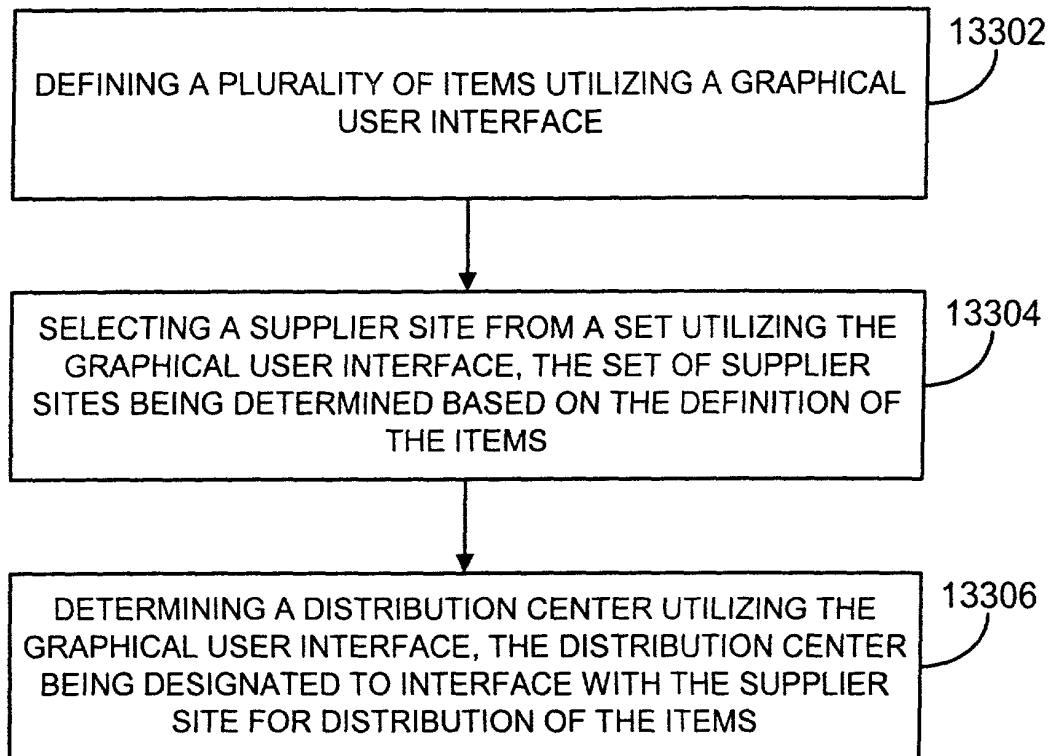 13302
DEFINING A PLURALITY OF ITEMS UTILIZING A GRAPHICAL
USER INTERFACE
13304
SELECTING A SUPPLIER SITE FROM A SET UTILIZING THE
GRAPHICAL USER INTERFACE, THE SET OF SUPPLIER
SITES BEING DETERMINED BASED ON THE DEFINITION OF
THE ITEMS
13306
DETERMINING A DISTRIBUTION CENTER UTILIZING THE
GRAPHICAL USER INTERFACE, THE DISTRIBUTION CENTER
BEING DESIGNATED TO INTERFACE WITH THE SUPPLIER
SITE FOR DISTRIBUTION OF THE ITEMS